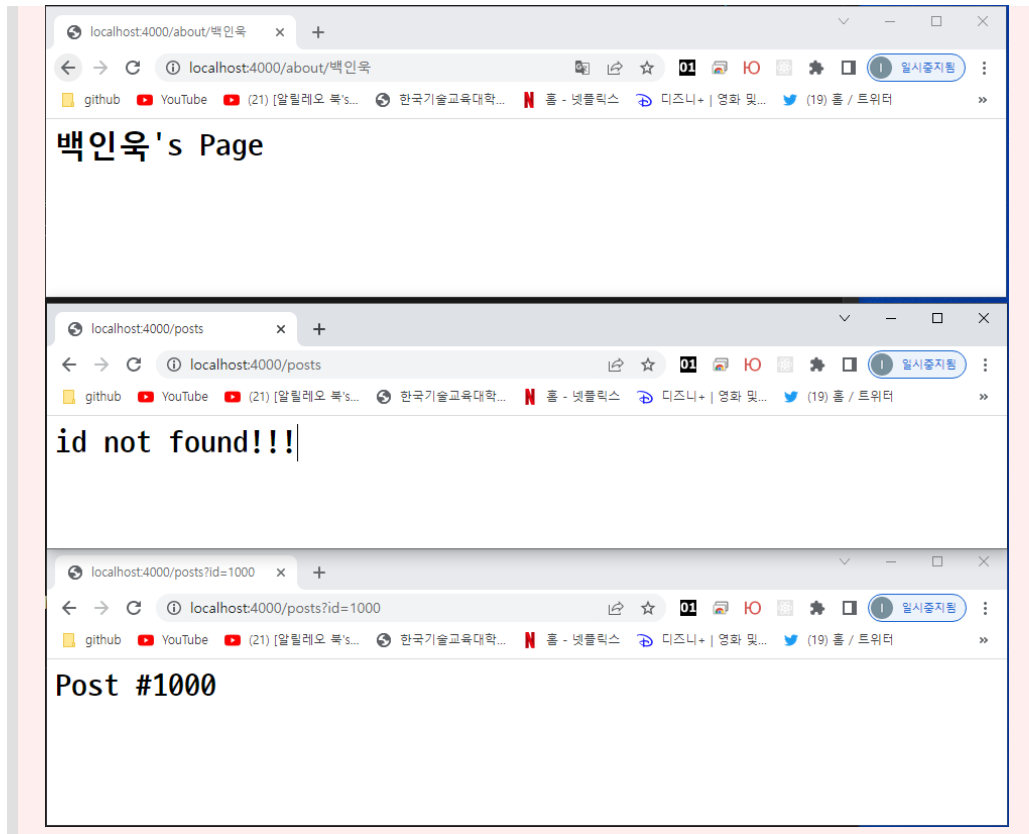 localhost:4000/about/백인욱
localhost:4000/about/백인욱 01 Ю I 일시중지됨
github YouTube (21) [알릴레오 북's... 한국기술교육대학... N 홈 - 넷플릭스 디즈니+ | 영화 및... (19) 홈 / 트위터 »
백인욱's Page
localhost:4000/posts
localhost:4000/posts 01 Ю I 일시중지됨
github YouTube (21) [알릴레오 북's... 한국기술교육대학... N 홈 - 넷플릭스 디즈니+ | 영화 및... (19) 홈 / 트위터 »
id not found!!!
localhost:4000/posts?id=1000
localhost:4000/posts?id=1000 01 Ю I 일시중지됨
github YouTube (21) [알릴레오 북's... 한국기술교육대학... N 홈 - 넷플릭스 디즈니+ | 영화 및... (19) 홈 / 트위터 »
Post #1000